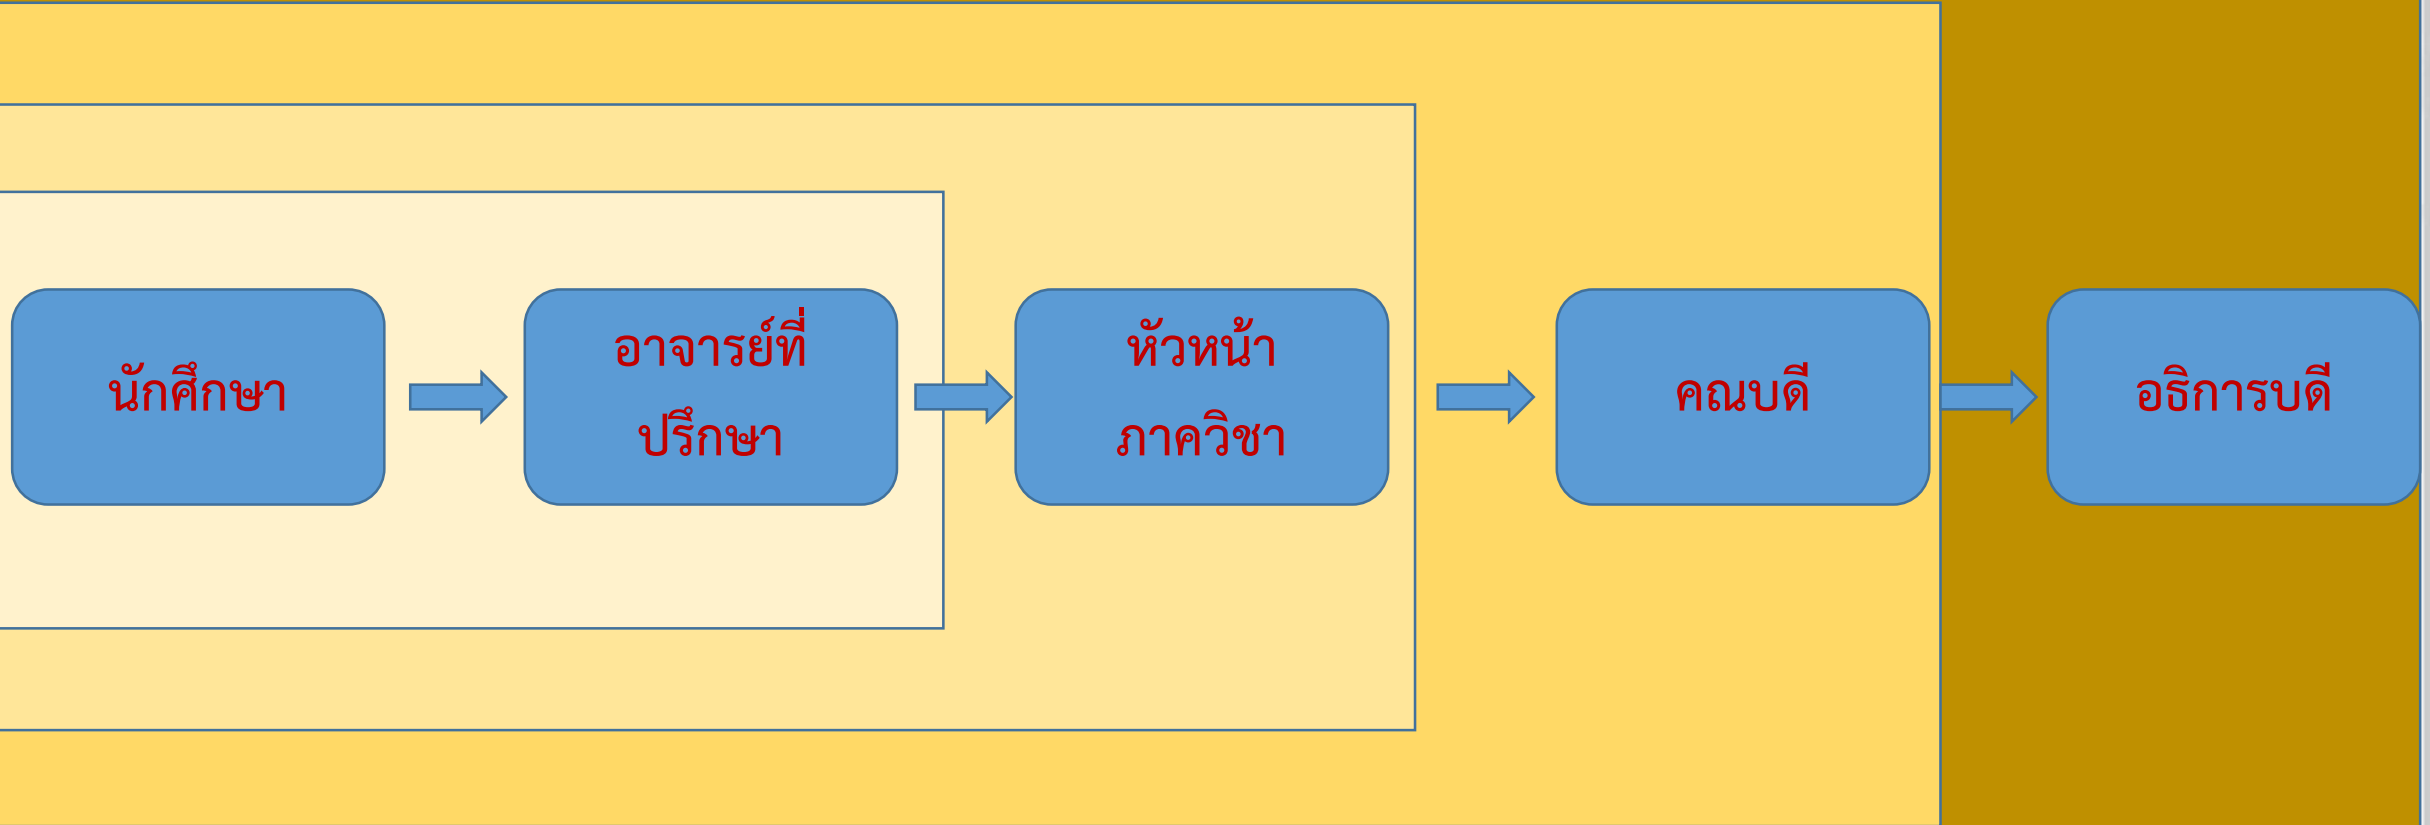 นักศึกษา
อาจารย์ที่
ปรึกษา
หัวหน้า
ภาควิชา
คณบดี
อธิการบดี